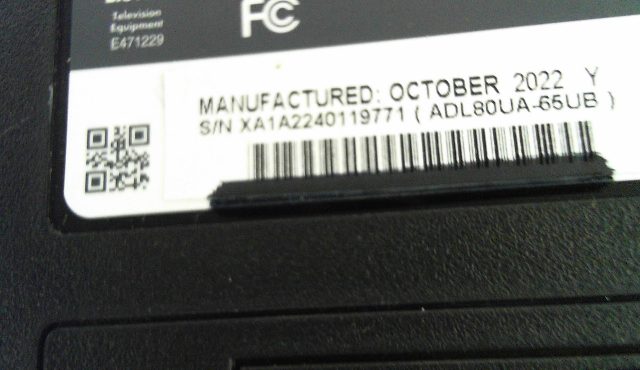 Television
Equipment
E471229
FC
MANUFACTURED: OCTOBER 2022 Y
S/N XA1A2240119771 ( ADL80UA-65UB )